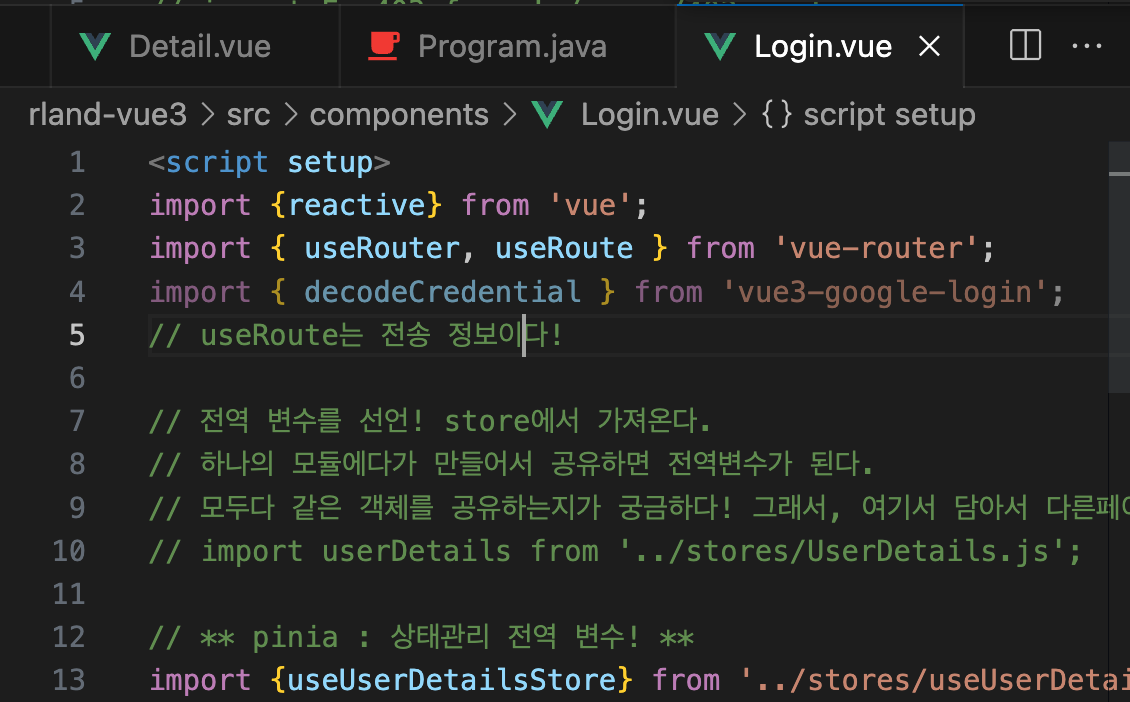 Detail.vue Program.java Login.vue
rland-vue3 > src > components > Login.vue > {} script setup
1 <script setup>
2 import {reactive} from 'vue';
3 import { useRouter, useRoute } from 'vue-router';
4 import { decodeCredential } from 'vue3-google-login';
5 // useRoute는 전송 정보이다!
6
7 // 전역 변수를 선언! store에서 가져온다.
8 // 하나의 모듈에다가 만들어서 공유하면 전역변수가 된다.
9 // 모두다 같은 객체를 공유하는지가 궁금하다! 그래서, 여기서 담아서 다른페이
10 // import userDetails from '../stores/UserDetails.js';
11
12 // ** pinia : 상태관리 전역 변수! **
13 import {useUserDetailsStore} from '../stores/useUserDetai